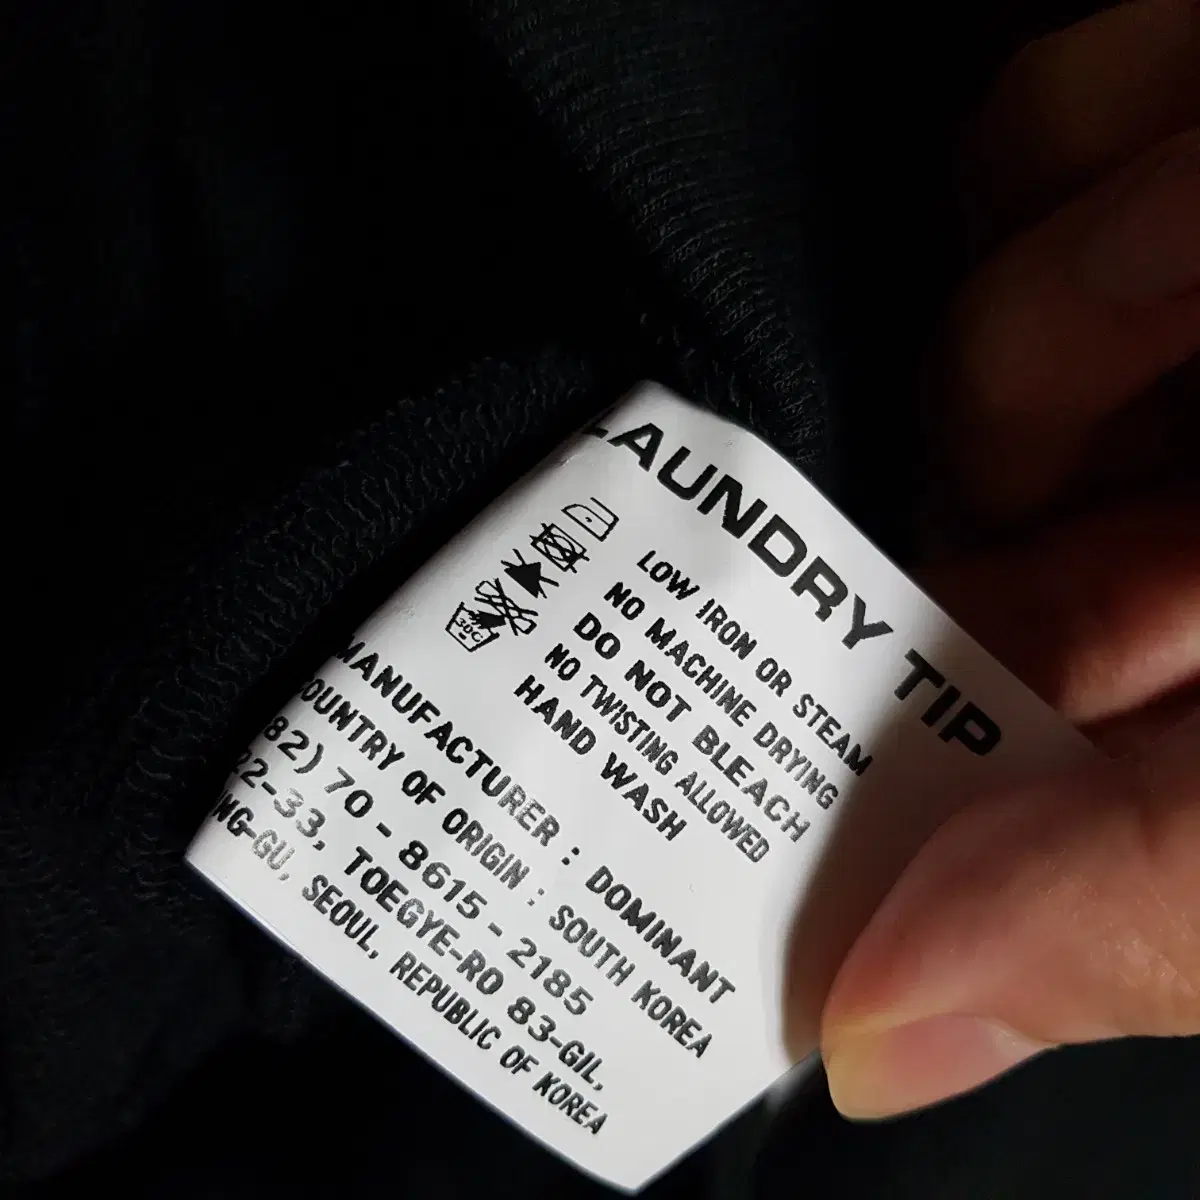 LAUNDRY TIP
LOW IRON OR STEAM
NO MACHINE DRYING
DO NOT BLEACH
NO TWISTING ALLOWED
30C
HAND WASH
MANUFACTURER : DOMINANT
COUNTRY OF ORIGIN : SOUTH KOREA
82) 70 - 8615 - 2185
22-33, TOEGYE-RO 83-GIL,
NG-GU, SEOUL, REPUBLIC OF KOREA